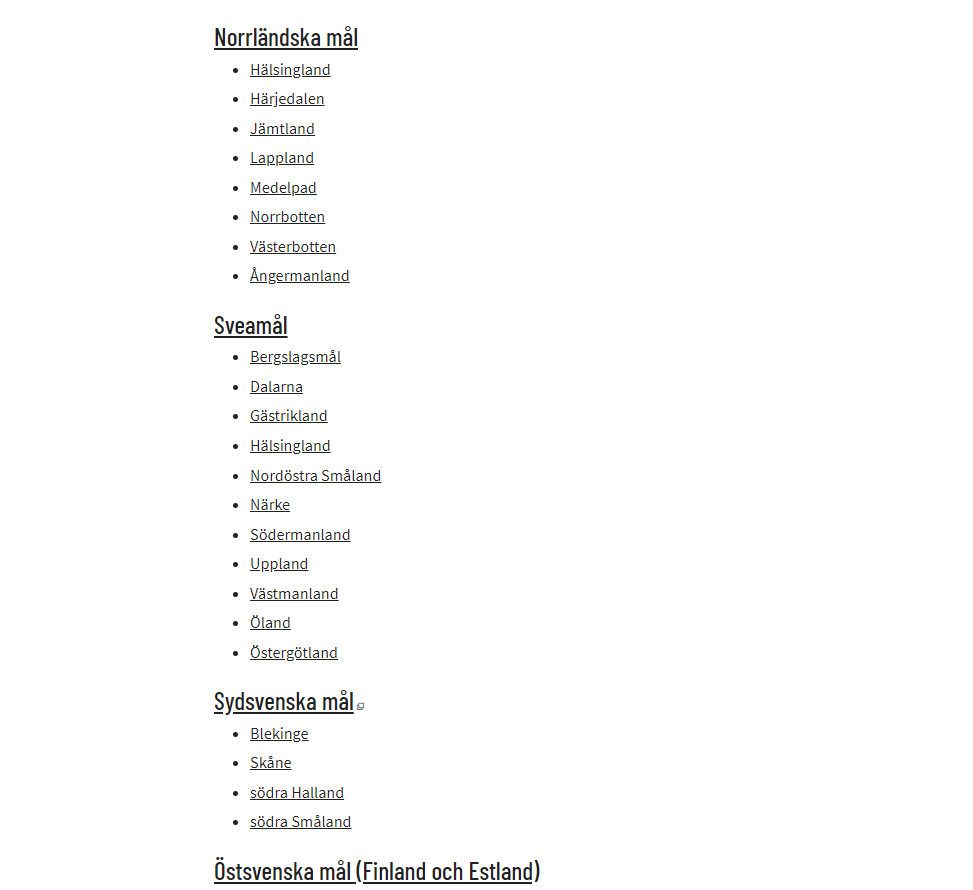 Norrländska mål
Hälsingland
Härjedalen
Jämtland
Lappland
Medelpad
Norrbotten
Västerbotten
Ångermanland
Sveamål
Bergslagsmål
Dalarna
Gästrikland
Hälsingland
Nordöstra Småland
Närke
Södermanland
Uppland
Västmanland
Öland
Östergötland
Sydsvenska mål
Blekinge
Skåne
södra Halland
södra Småland
Östsvenska mål (Finland och Estland)